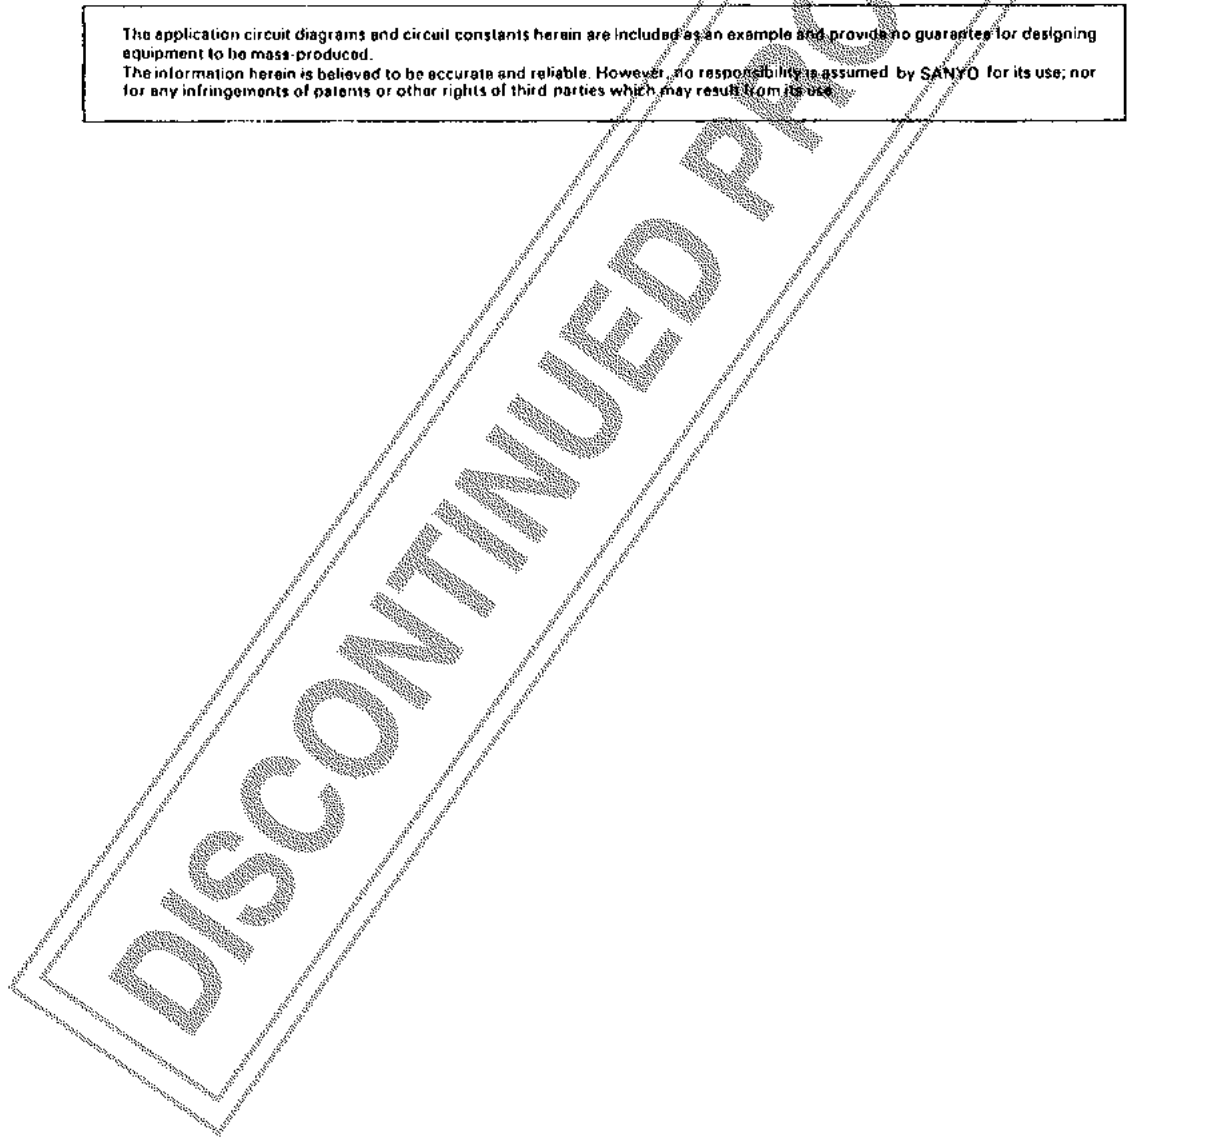 The application circuit diagrams and circuit constants herein are included as an example and provide no guarantee for designing
equipment to be mass-produced.
The information herein is believed to be accurate and reliable. However, no responsibility is assumed by SANYO for its use; nor
for any infringements of patents or other rights of third parties which may result from its use.
DISCONTINUED PRO